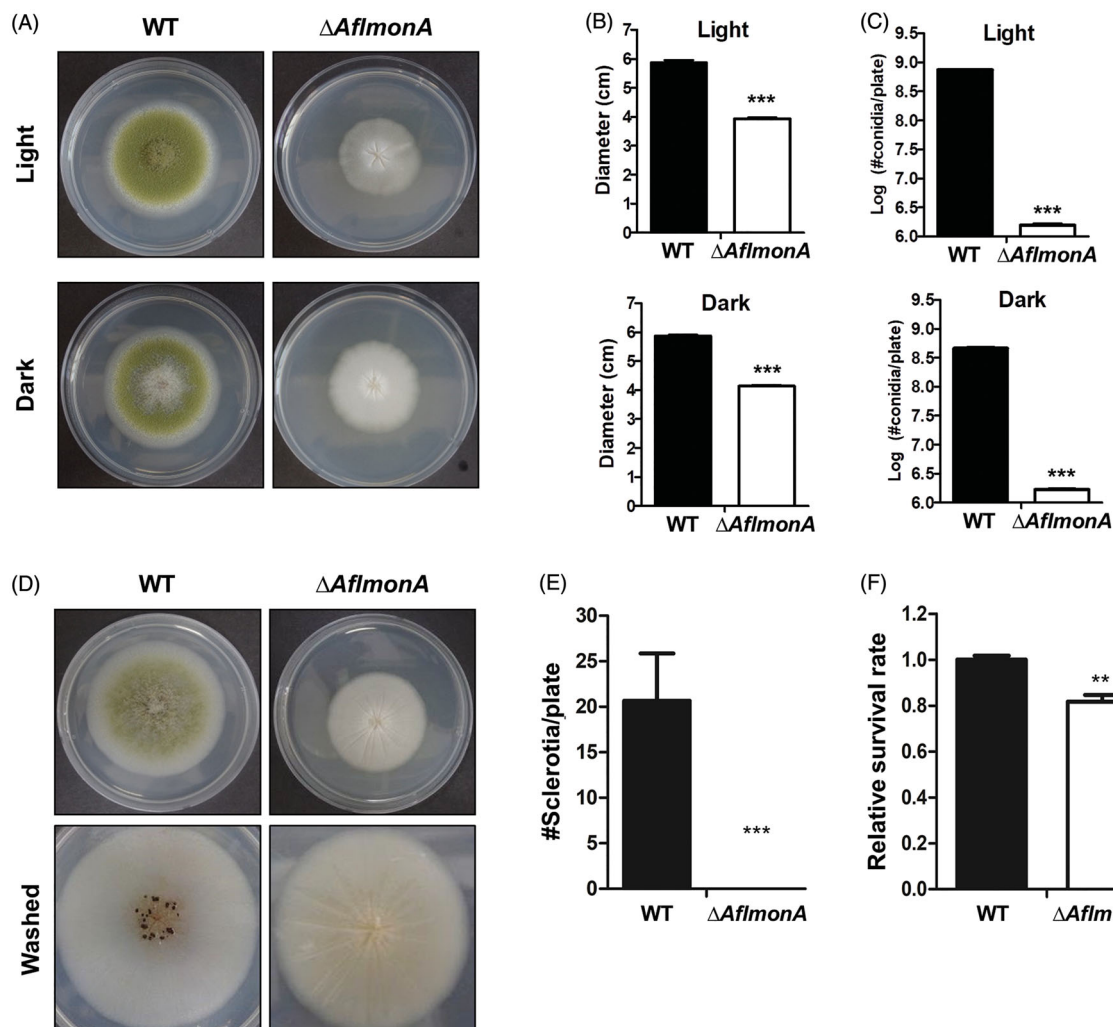 (A)
WT
ΔAflmonA
Light
Dark
(B)
Light
Diameter (cm)
7
6
5
4
3
2
1
0
***
WT
ΔAflmonA
Dark
Diameter (cm)
7
6
5
4
3
2
1
0
***
WT
ΔAflmonA
(C)
Light
Log (#conidia/plate)
9.5
9.0
8.5
8.0
7.5
7.0
6.5
6.0
***
WT
ΔAflmonA
Dark
Log (#conidia/plate)
9.5
9.0
8.5
8.0
7.5
7.0
6.5
6.0
***
WT
ΔAflmonA
(D)
WT
ΔAflmonA
Washed
(E)
#Sclerotia/plate
30
25
20
15
10
5
0
***
WT
ΔAflmonA
(F)
Relative survival rate
1.2
1.0
0.8
0.6
0.4
0.2
0.0
**
WT